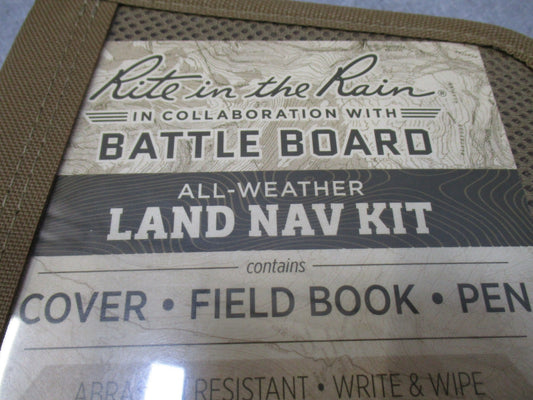 Rite in the Rain®
IN COLLABORATION WITH
BATTLE BOARD
ALL-WEATHER
LAND NAV KIT
contains
COVER • FIELD BOOK • PEN
RESISTANT • WRITE & WIPE